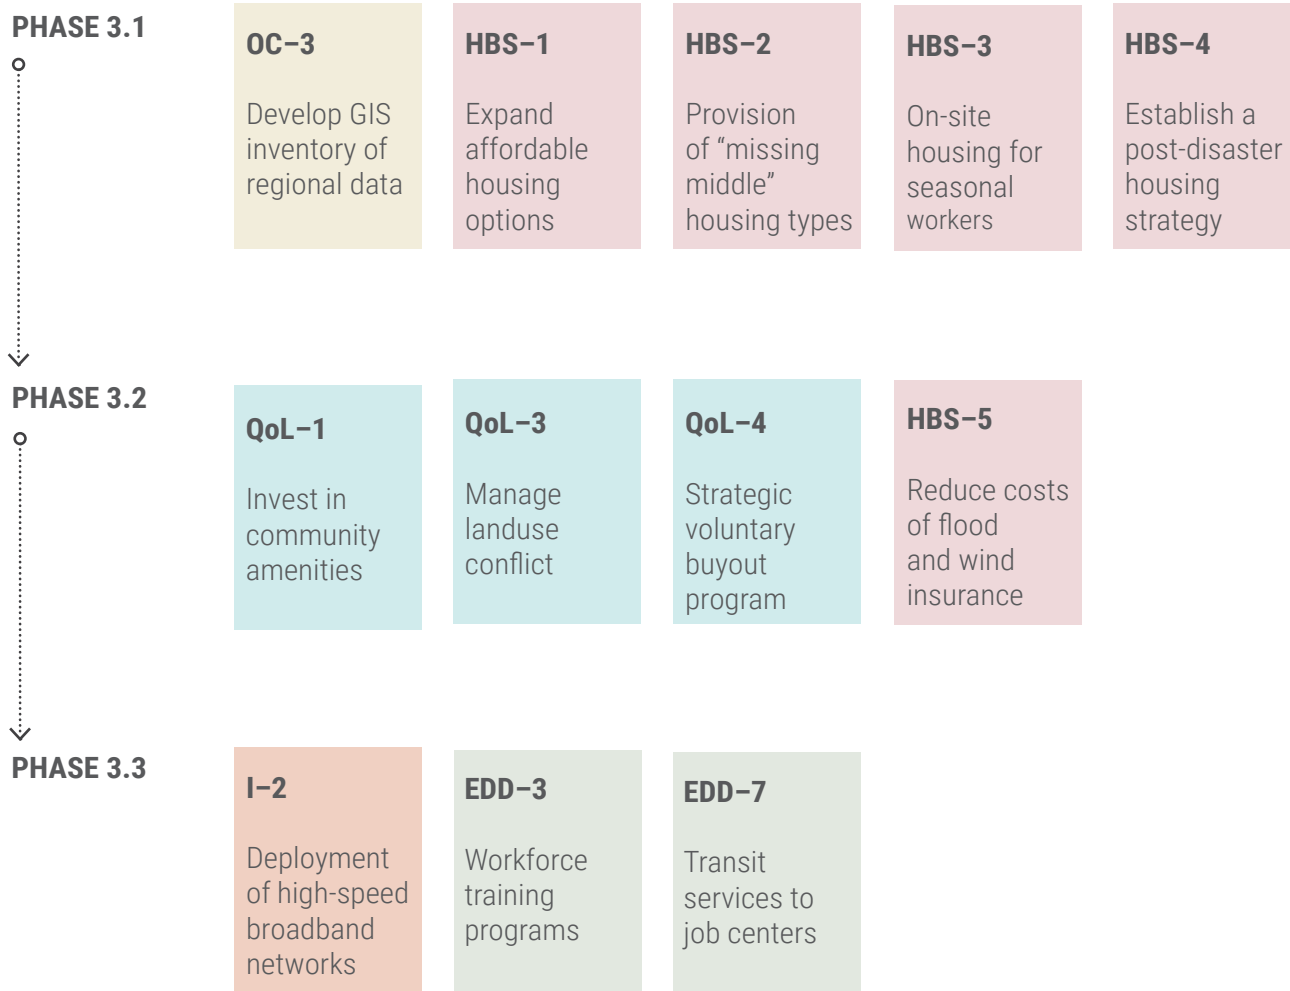 PHASE 3.1
OC–3
Develop GIS
inventory of
regional data
HBS–1
Expand
affordable
housing
options
HBS–2
Provision
of “missing
middle”
housing types
HBS–3
On-site
housing for
seasonal
workers
HBS–4
Establish a
post-disaster
housing
strategy
PHASE 3.2
QoL–1
Invest in
community
amenities
QoL–3
Manage
landuse
conflict
QoL–4
Strategic
voluntary
buyout
program
HBS–5
Reduce costs
of flood
and wind
insurance
PHASE 3.3
I–2
Deployment
of high-speed
broadband
networks
EDD–3
Workforce
training
programs
EDD–7
Transit
services to
job centers